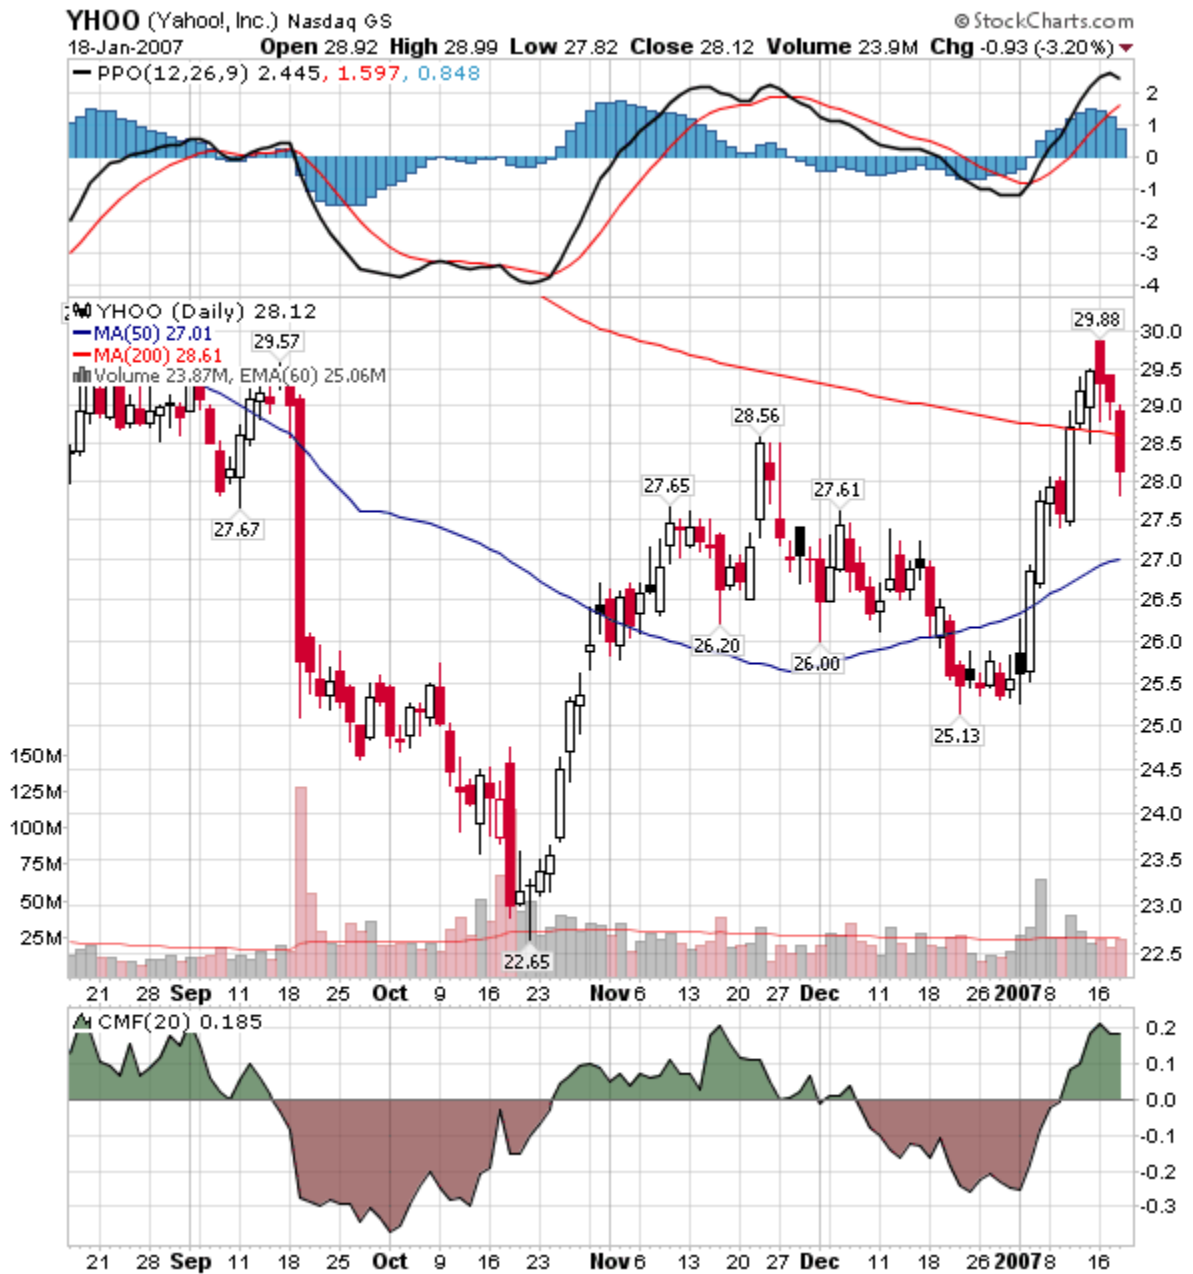 YHOO (Yahoo!, Inc.) Nasdaq GS
© StockCharts.com
18-Jan-2007
Open 28.92 High 28.99 Low 27.82 Close 28.12 Volume 23.9M Chg -0.93 (-3.20%)
PPO(12,26,9) 2.445, 1.597, 0.848
2
1
0
-1
-2
-3
-4
YHOO (Daily) 28.12
MA(50) 27.01
MA(200) 28.61
Volume 23.87M, EMA(60) 25.06M
29.57
29.88
28.56
27.65
27.61
27.67
26.20
26.00
25.13
22.65
30.0
29.5
29.0
28.5
28.0
27.5
27.0
26.5
26.0
25.5
25.0
24.5
24.0
23.5
23.0
22.5
150M
125M
100M
75M
50M
25M
21 28 Sep 11 18 25 Oct 9 16 23 Nov 6 13 20 27 Dec 11 18 26 2007 8 16
CMF(20) 0.185
0.2
0.1
0.0
-0.1
-0.2
-0.3
21 28 Sep 11 18 25 Oct 9 16 23 Nov 6 13 20 27 Dec 11 18 26 2007 8 16